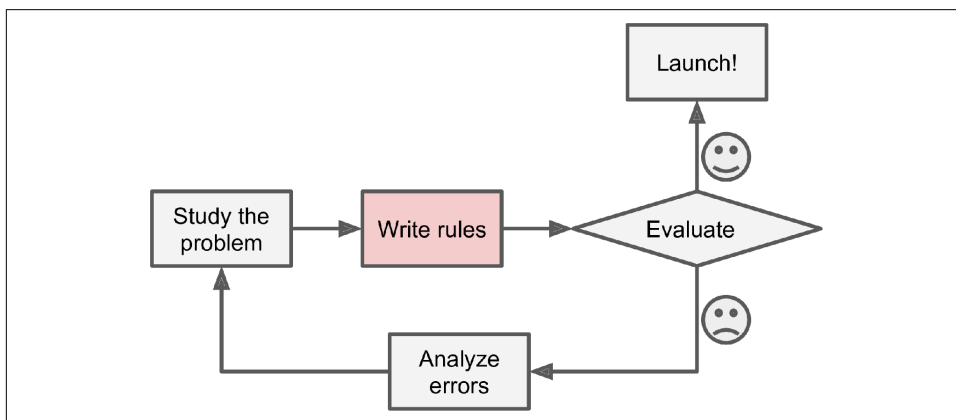 Launch!
Study the
problem
Write rules
Evaluate
Analyze
errors